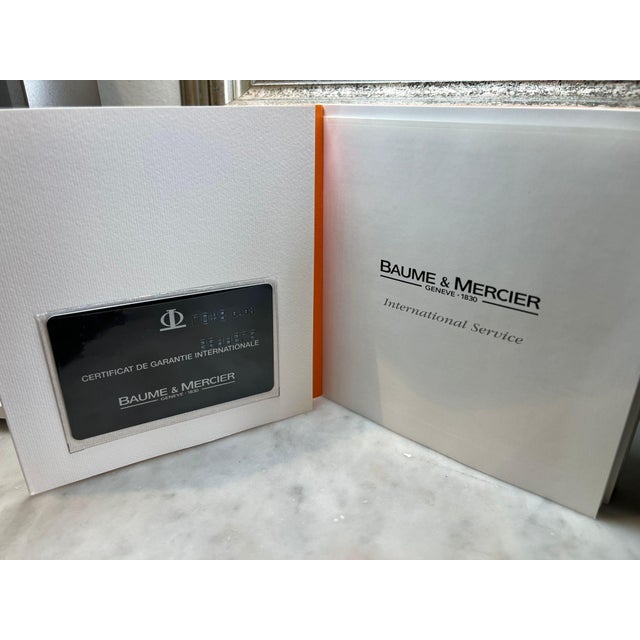 CERTIFICAT DE GARANTIE INTERNATIONALE
BAUME & MERCIER
GENEVE · 1830
BAUME & MERCIER
GENEVE · 1830
International Service